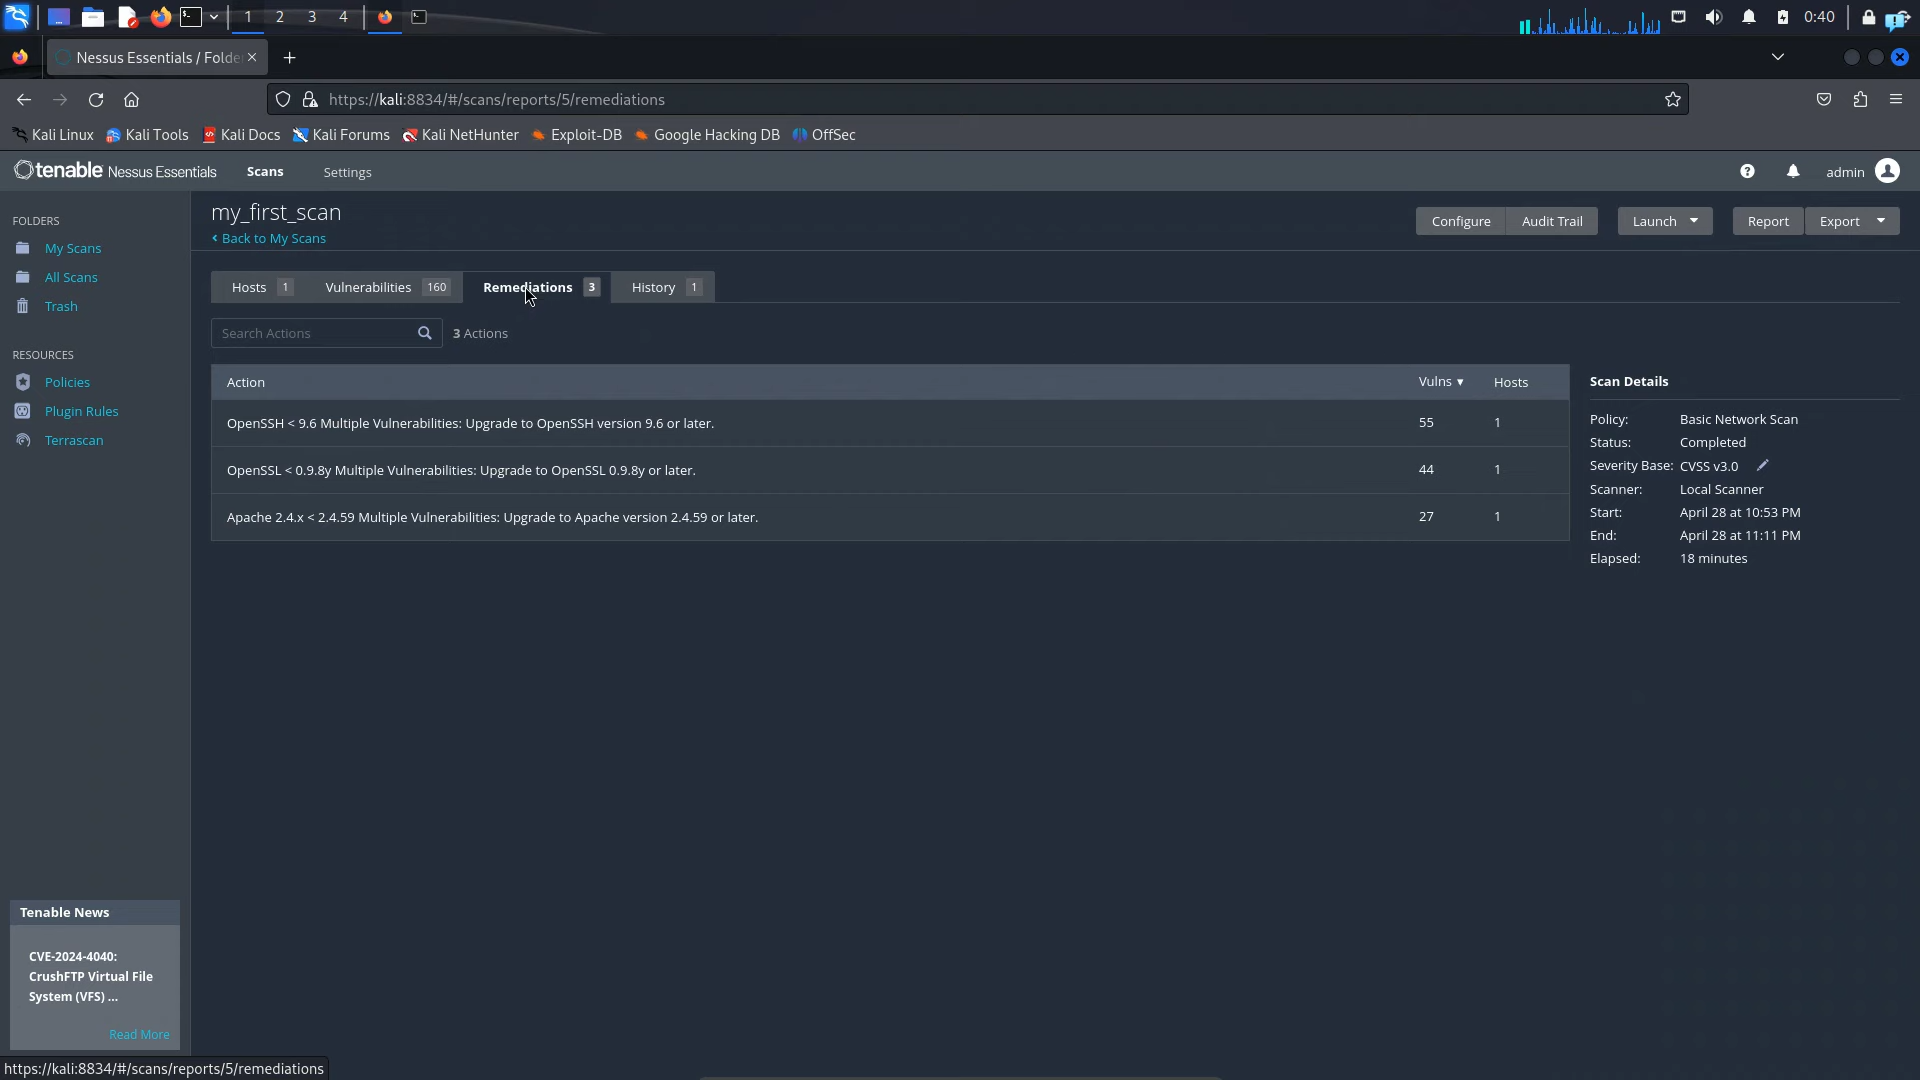 1 2 3 4 0:40
Nessus Essentials / Folde
https://kali:8834/#/scans/reports/5/remediations
Kali Linux Kali Tools Kali Docs Kali Forums Kali NetHunter Exploit-DB Google Hacking DB OffSec
tenable Nessus Essentials Scans Settings admin
FOLDERS
My Scans
All Scans
Trash
RESOURCES
Policies
Plugin Rules
Terrascan
my_first_scan
Back to My Scans
Configure Audit Trail Launch Report Export
Hosts 1 Vulnerabilities 160 Remediations 3 History 1
Search Actions 3 Actions
Action Vulns Hosts
OpenSSH < 9.6 Multiple Vulnerabilities: Upgrade to OpenSSH version 9.6 or later. 55 1
OpenSSL < 0.9.8y Multiple Vulnerabilities: Upgrade to OpenSSL 0.9.8y or later. 44 1
Apache 2.4.x < 2.4.59 Multiple Vulnerabilities: Upgrade to Apache version 2.4.59 or later. 27 1
Scan Details
Policy: Basic Network Scan
Status: Completed
Severity Base: CVSS v3.0
Scanner: Local Scanner
Start: April 28 at 10:53 PM
End: April 28 at 11:11 PM
Elapsed: 18 minutes
Tenable News
CVE-2024-4040:
CrushFTP Virtual File
System (VFS) ...
Read More
https://kali:8834/#/scans/reports/5/remediations